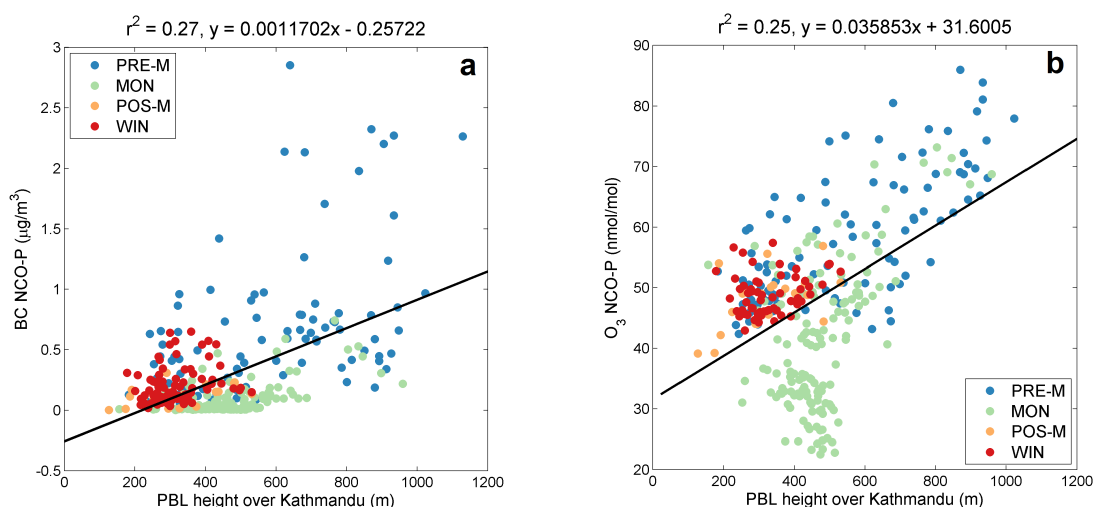 r² = 0.27, y = 0.0011702x - 0.25722
a
3
2.5
2
1.5
1
0.5
0
-0.5
BC NCO-P (μg/m³)
PRE-M
MON
POS-M
WIN
0 200 400 600 800 1000 1200
PBL height over Kathmandu (m)
r² = 0.25, y = 0.035853x + 31.6005
b
90
80
70
60
50
40
30
20
O₃ NCO-P (nmol/mol)
PRE-M
MON
POS-M
WIN
0 200 400 600 800 1000 1200
PBL height over Kathmandu (m)